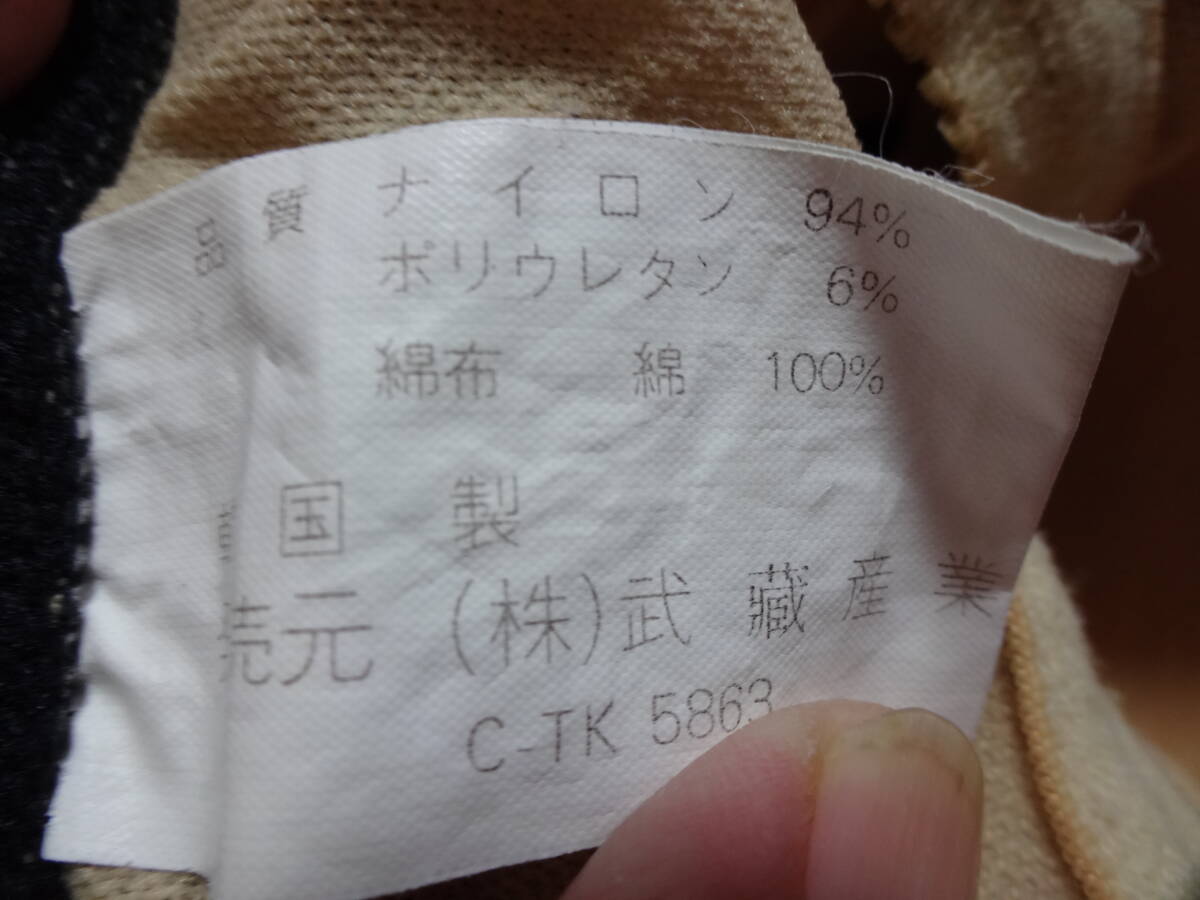 品質 ナイロン 94%
ポリウレタン 6%
綿布 綿 100%
国製
売元 (株)武藏産業
C-TK 5863